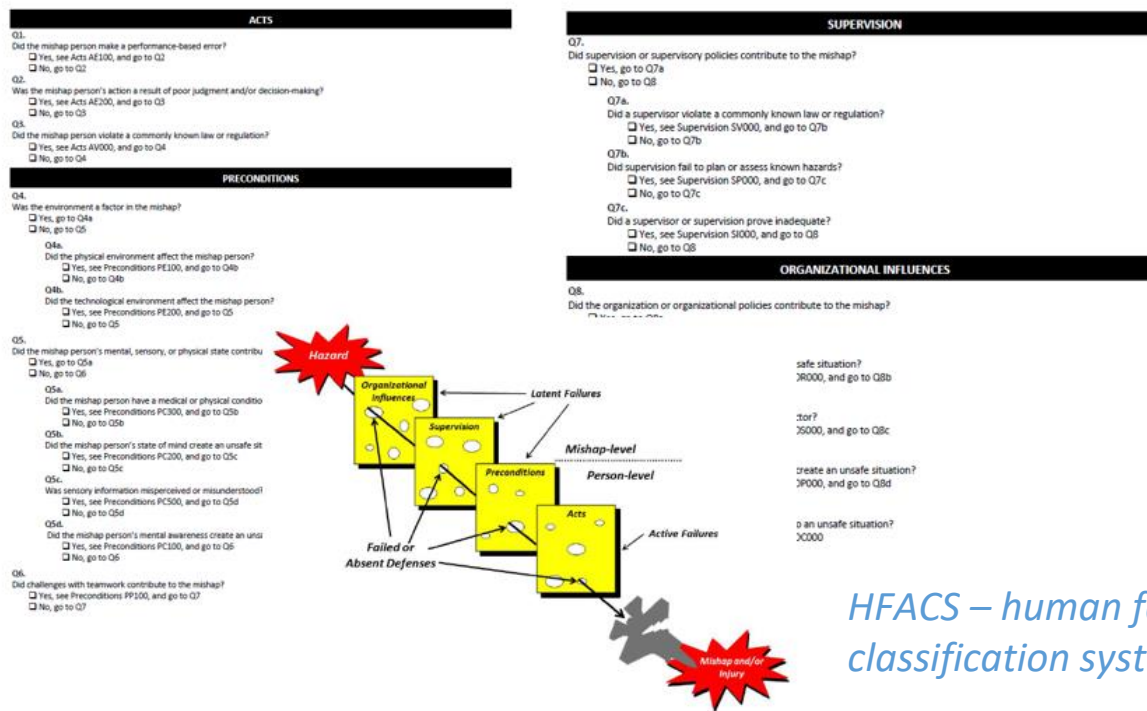 ACTS
Q1.
Did the mishap person make a performance-based error?
❑ Yes, see Acts AE100, and go to Q2
❑ No, go to Q2
Q2.
Was the mishap person's action a result of poor judgment and/or decision-making?
❑ Yes, see Acts AE200, and go to Q3
❑ No, go to Q3
Q3.
Did the mishap person violate a commonly known law or regulation?
❑ Yes, see Acts AV000, and go to Q4
❑ No, go to Q4
PRECONDITIONS
Q4.
Was the environment a factor in the mishap?
❑ Yes, go to Q4a
❑ No, go to Q5
Q4a.
Did the physical environment affect the mishap person?
❑ Yes, see Preconditions PE100, and go to Q4b
❑ No, go to Q4b
Q4b.
Did the technological environment affect the mishap person?
❑ Yes, see Preconditions PE200, and go to Q5
❑ No, go to Q5
Q5.
Did the mishap person's mental, sensory, or physical state
❑ Yes, go to Q5a
❑ No, go to Q6
Q5a.
Did the mishap person have a medical or physical
❑ Yes, see Preconditions PC300, and go to Q5b
❑ No, go to Q5b
Q5b.
Did the mishap person's state of mind create an unsafe
❑ Yes, see Preconditions PC200, and go to Q5c
❑ No, go to Q5c
Q5c.
Was sensory information misperceived or misunderstood?
❑ Yes, see Preconditions PC500, and go to Q5d
❑ No, go to Q5d
Q5d.
Did the mishap person's mental awareness create an
❑ Yes, see Preconditions PC100, and go to Q6
❑ No, go to Q6
Q6.
Did challenges with teamwork contribute to the mishap?
❑ Yes, see Preconditions PP100, and go to Q7
❑ No, go to Q7
SUPERVISION
Q7.
Did supervision or supervisory policies contribute to the mishap?
❑ Yes, go to Q7a
❑ No, go to Q8
Q7a.
Did a supervisor violate a commonly known law or regulation?
❑ Yes, see Supervision SV000, and go to Q7b
❑ No, go to Q7b
Q7b.
Did supervision fail to plan or assess known hazards?
❑ Yes, see Supervision SP000, and go to Q7c
❑ No, go to Q7c
Q7c.
Did a supervisor or supervision prove inadequate?
❑ Yes, see Supervision SI000, and go to Q8
❑ No, go to Q8
ORGANIZATIONAL INFLUENCES
Q8.
Did the organization or organizational policies contribute to the mishap?
situation?
and go to Q8b
and go to Q8c
create an unsafe situation?
and go to Q8d
an unsafe situation?
Hazard
Organizational
Influences
Latent Failures
Supervision
Mishap-level
Preconditions
Person-level
Acts
Active Failures
Failed or
Absent Defenses
Mishap and/or
Injury
HFACS – human
classification